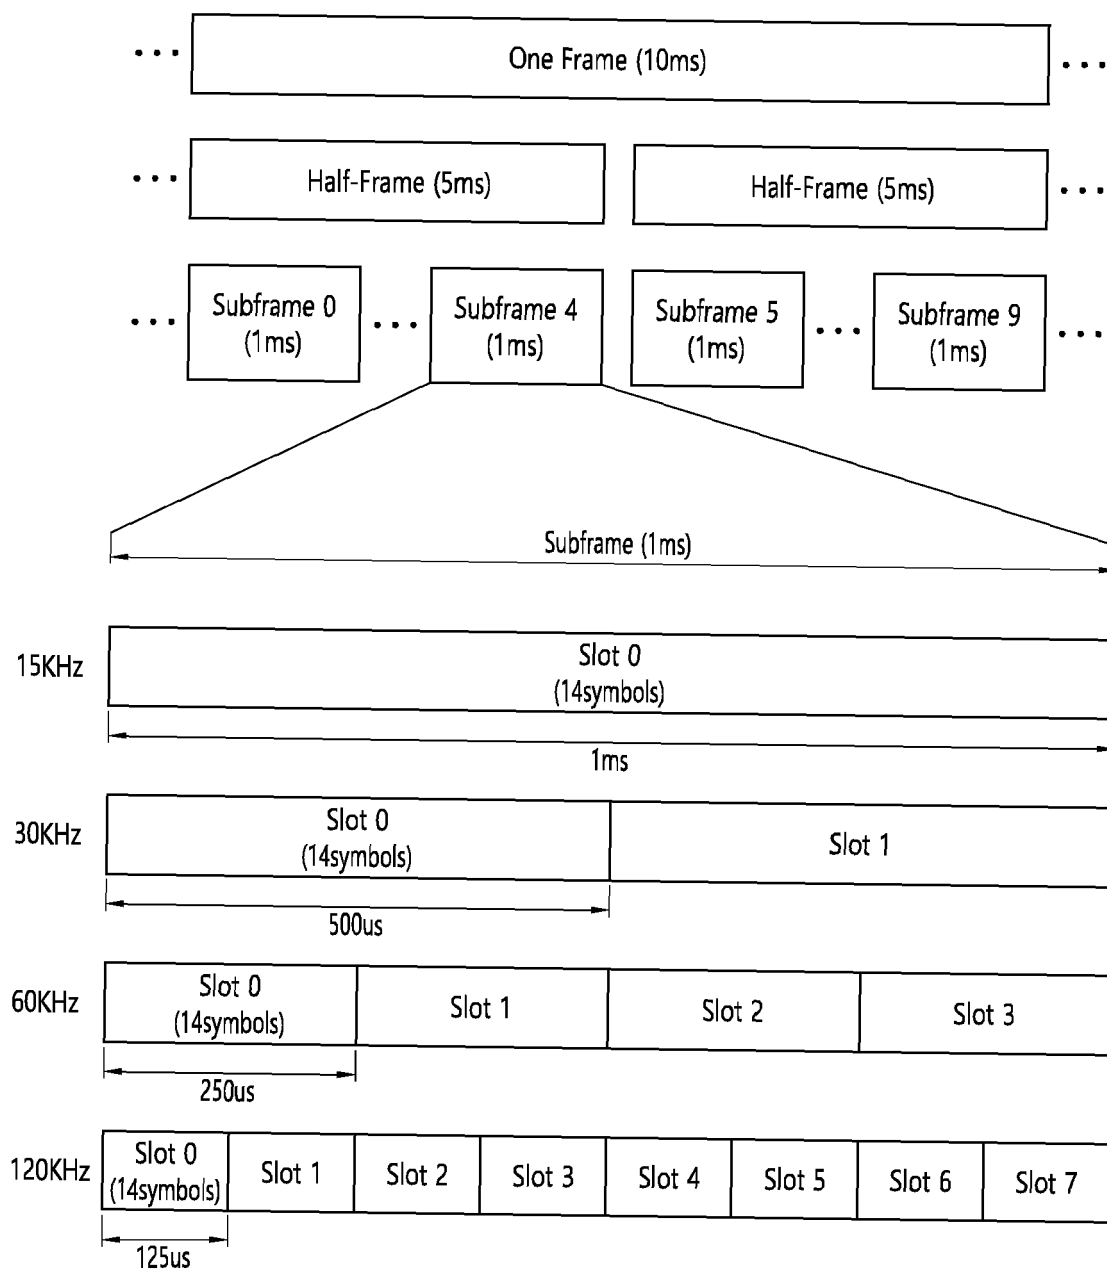 One Frame (10ms)
Half-Frame (5ms)
Half-Frame (5ms)
Subframe 0
(1ms)
Subframe 4
(1ms)
Subframe 5
(1ms)
Subframe 9
(1ms)
Subframe (1ms)
15KHz
Slot 0
(14symbols)
1ms
30KHz
Slot 0
(14symbols)
Slot 1
500us
60KHz
Slot 0
(14symbols)
Slot 1
Slot 2
Slot 3
250us
120KHz
Slot 0
(14symbols)
Slot 1
Slot 2
Slot 3
Slot 4
Slot 5
Slot 6
Slot 7
125us